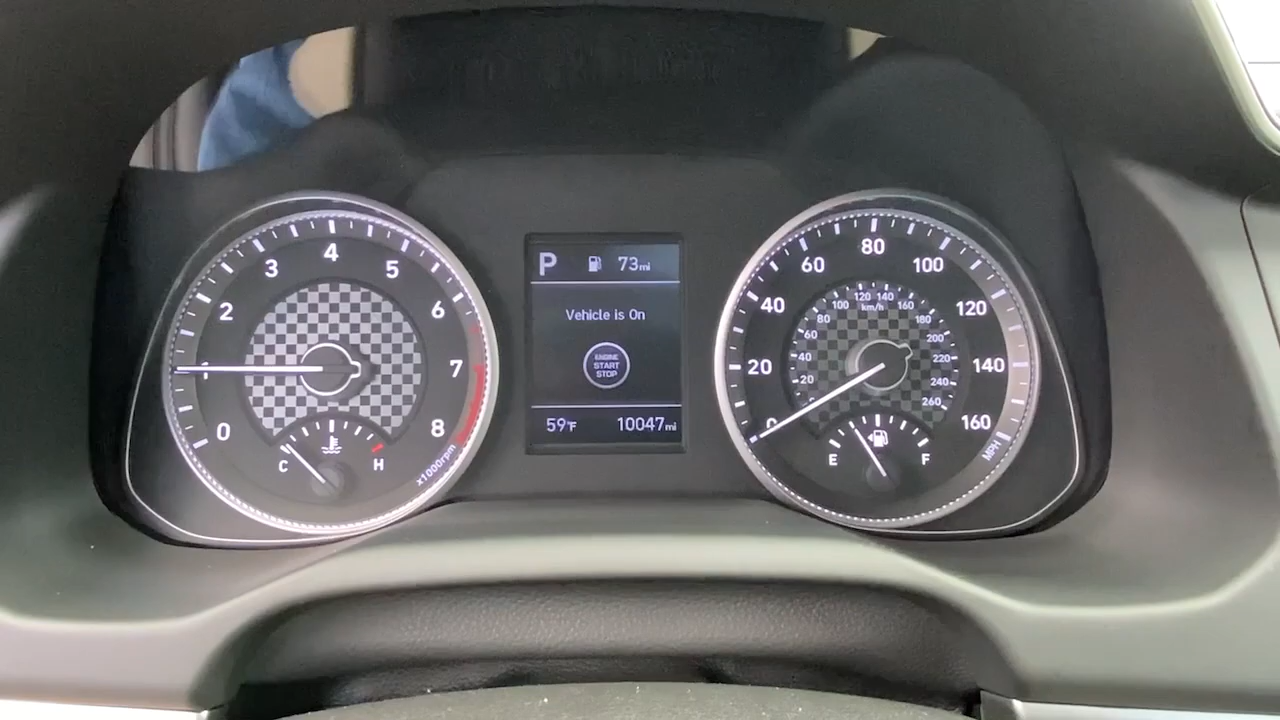 0
1
2
3
4
5
6
7
8
x1000rpm
C
H
P 73mi
Vehicle is On
ENGINE
START
STOP
59°F 10047mi
0
20
40
60
80
100
120
140
160
MPH
20
40
60
80
100
120
140
160
180
200
220
240
260
km/h
E
F